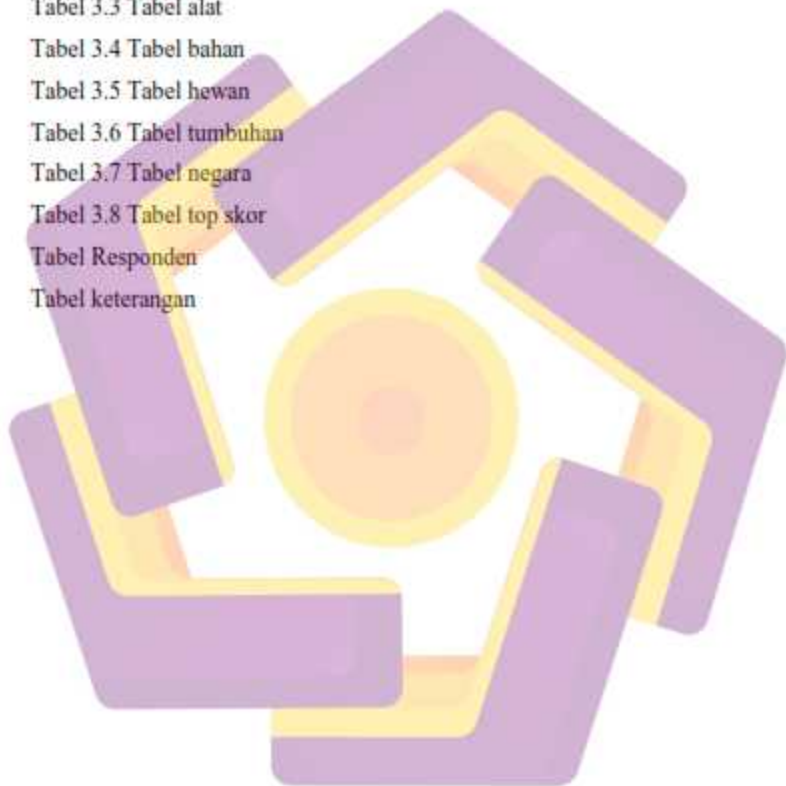 Tabel 3.3 Tabel alat
Tabel 3.4 Tabel bahan
Tabel 3.5 Tabel hewan
Tabel 3.6 Tabel tumbuhan
Tabel 3.7 Tabel negara
Tabel 3.8 Tabel top skor
Tabel Responden
Tabel keterangan